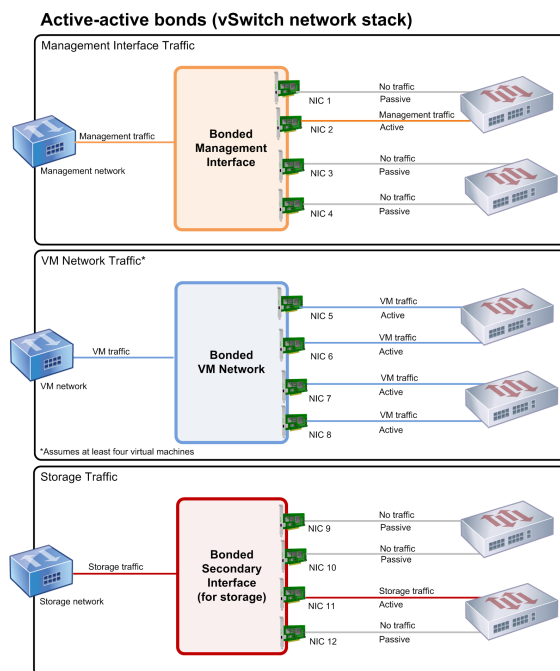 Active-active bonds (vSwitch network stack)
Management Interface Traffic
No traffic
NIC 1
Passive
Management traffic
Management traffic
NIC 2
Active
Bonded
Management
Interface
Management network
No traffic
NIC 3
Passive
No traffic
NIC 4
Passive
VM Network Traffic*
VM traffic
NIC 5
Active
VM traffic
VM traffic
NIC 6
Active
Bonded
VM Network
VM network
VM traffic
NIC 7
Active
VM traffic
NIC 8
Active
*Assumes at least four virtual machines
Storage Traffic
No traffic
NIC 9
Passive
No traffic
NIC 10
Passive
Storage traffic
Bonded
Secondary
Interface
(for storage)
Storage network
Storage traffic
NIC 11
Active
No traffic
NIC 12
Passive